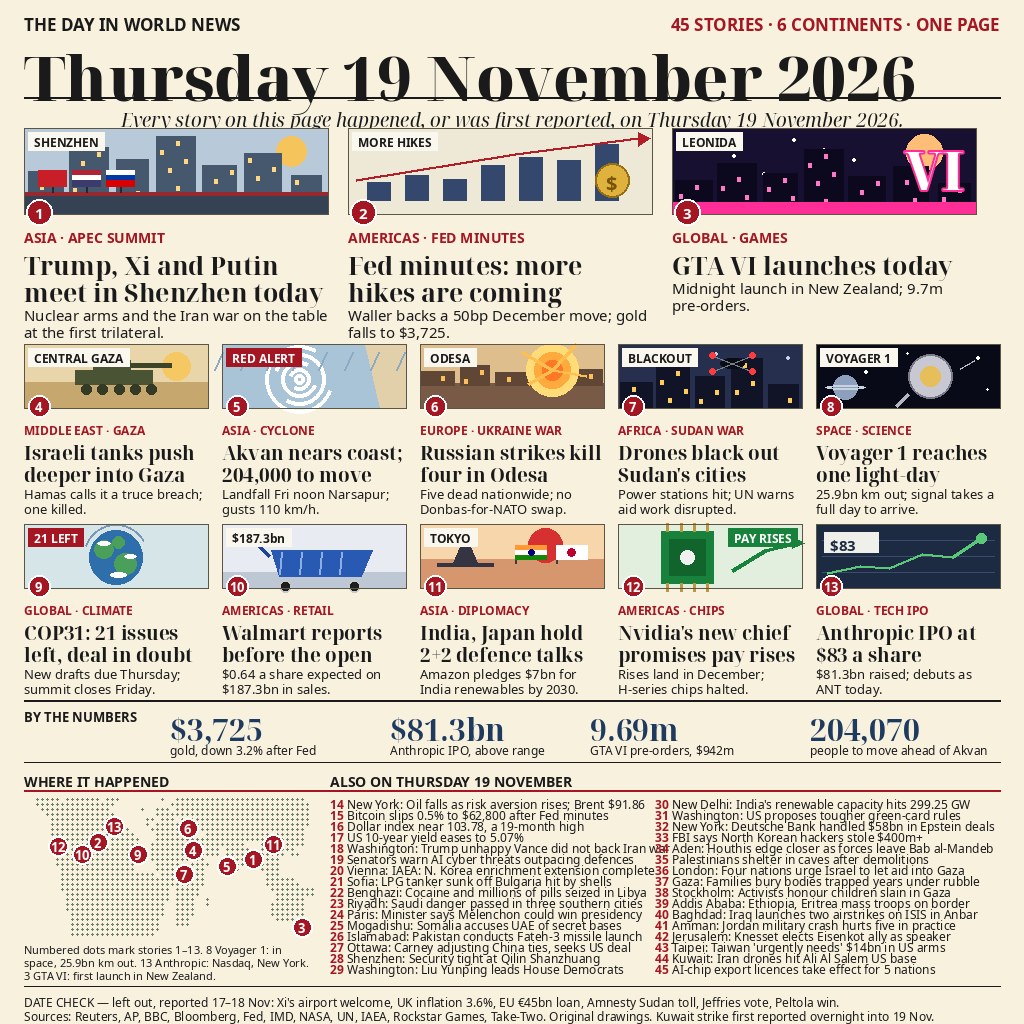 THE DAY IN WORLD NEWS
45 STORIES · 6 CONTINENTS · ONE PAGE
Thursday 19 November 2026
Every story on this page happened, or was first reported, on Thursday 19 November 2026.
SHENZHEN
1
ASIA · APEC SUMMIT
Trump, Xi and Putin
meet in Shenzhen today
Nuclear arms and the Iran war on the table
at the first trilateral.
MORE HIKES
$
2
AMERICAS · FED MINUTES
Fed minutes: more
hikes are coming
Waller backs a 50bp December move; gold
falls to $3,725.
LEONIDA
VI
3
GLOBAL · GAMES
GTA VI launches today
Midnight launch in New Zealand; 9.7m
pre-orders.
CENTRAL GAZA
4
MIDDLE EAST · GAZA
Israeli tanks push
deeper into Gaza
Hamas calls it a truce breach;
one killed.
RED ALERT
5
ASIA · CYCLONE
Akvan nears coast;
204,000 to move
Landfall Fri noon Narsapur;
gusts 110 km/h.
ODESA
6
EUROPE · UKRAINE WAR
Russian strikes kill
four in Odesa
Five dead nationwide; no
Donbas-for-NATO swap.
BLACKOUT
7
AFRICA · SUDAN WAR
Drones black out
Sudan's cities
Power stations hit; UN warns
aid work disrupted.
VOYAGER 1
8
SPACE · SCIENCE
Voyager 1 reaches
one light-day
25.9bn km out; signal takes a
full day to arrive.
21 LEFT
9
GLOBAL · CLIMATE
COP31: 21 issues
left, deal in doubt
New drafts due Thursday;
summit closes Friday.
$187.3bn
10
AMERICAS · RETAIL
Walmart reports
before the open
$0.64 a share expected on
$187.3bn in sales.
TOKYO
11
ASIA · DIPLOMACY
India, Japan hold
2+2 defence talks
Amazon pledges $7bn for
India renewables by 2030.
PAY RISES
12
AMERICAS · CHIPS
Nvidia's new chief
promises pay rises
Rises land in December;
H-series chips halted.
$83
13
GLOBAL · TECH IPO
Anthropic IPO at
$83 a share
$81.3bn raised; debuts as
ANT today.
BY THE NUMBERS
$3,725
gold, down 3.2% after Fed
$81.3bn
Anthropic IPO, above range
9.69m
GTA VI pre-orders, $942m
204,070
people to move ahead of Akvan
WHERE IT HAPPENED
13
12
10
2
9
6
4
7
5
1
11
3
Numbered dots mark stories 1–13. 8 Voyager 1: in
space, 25.9bn km out. 13 Anthropic: Nasdaq, New York.
3 GTA VI: first launch in New Zealand.
ALSO ON THURSDAY 19 NOVEMBER
14 New York: Oil falls as risk aversion rises; Brent $91.86
15 Bitcoin slips 0.5% to $62,800 after Fed minutes
16 Dollar index near 103.78, a 19-month high
17 US 10-year yield eases to 5.07%
18 Washington: Trump unhappy Vance did not back Iran war
19 Senators warn AI cyber threats outpacing defences
20 Vienna: IAEA: N. Korea enrichment extension complete
21 Sofia: LPG tanker sunk off Bulgaria hit by shells
22 Benghazi: Cocaine and millions of pills seized in Libya
23 Riyadh: Saudi danger passed in three southern cities
24 Paris: Minister says Mélenchon could win presidency
25 Mogadishu: Somalia accuses UAE of secret bases
26 Islamabad: Pakistan conducts Fateh-3 missile launch
27 Ottawa: Carney adjusting China ties, seeks US deal
28 Shenzhen: Security tight at Qilin Shanzhuang
29 Washington: Liu Yunping leads House Democrats
30 New Delhi: India's renewable capacity hits 299.25 GW
31 Washington: US proposes tougher green-card rules
32 New York: Deutsche Bank handled $58bn in Epstein deals
33 FBI says North Korean hackers stole $400m+
34 Aden: Houthis edge closer as forces leave Bab al-Mandeb
35 Palestinians shelter in caves after demolitions
36 London: Four nations urge Israel to let aid into Gaza
37 Gaza: Families bury bodies trapped years under rubble
38 Stockholm: Activists honour children slain in Gaza
39 Addis Ababa: Ethiopia, Eritrea mass troops on border
40 Baghdad: Iraq launches two airstrikes on ISIS in Anbar
41 Amman: Jordan military crash hurts five in practice
42 Jerusalem: Knesset elects Eisenkot ally as speaker
43 Taipei: Taiwan 'urgently needs' $14bn in US arms
44 Kuwait: Iran drones hit Ali Al Salem US base
45 AI-chip export licences take effect for 5 nations
DATE CHECK — left out, reported 17–18 Nov: Xi's airport welcome, UK inflation 3.6%, EU €45bn loan, Amnesty Sudan toll, Jeffries vote, Peltola win.
Sources: Reuters, AP, BBC, Bloomberg, Fed, IMD, NASA, UN, IAEA, Rockstar Games, Take-Two. Original drawings. Kuwait strike first reported overnight into 19 Nov.